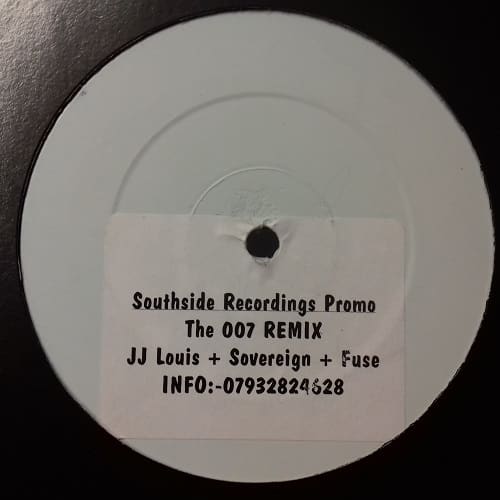 Southside Recordings Promo
The 007 REMIX
JJ Louis + Sovereign + Fuse
INFO:-07932824628